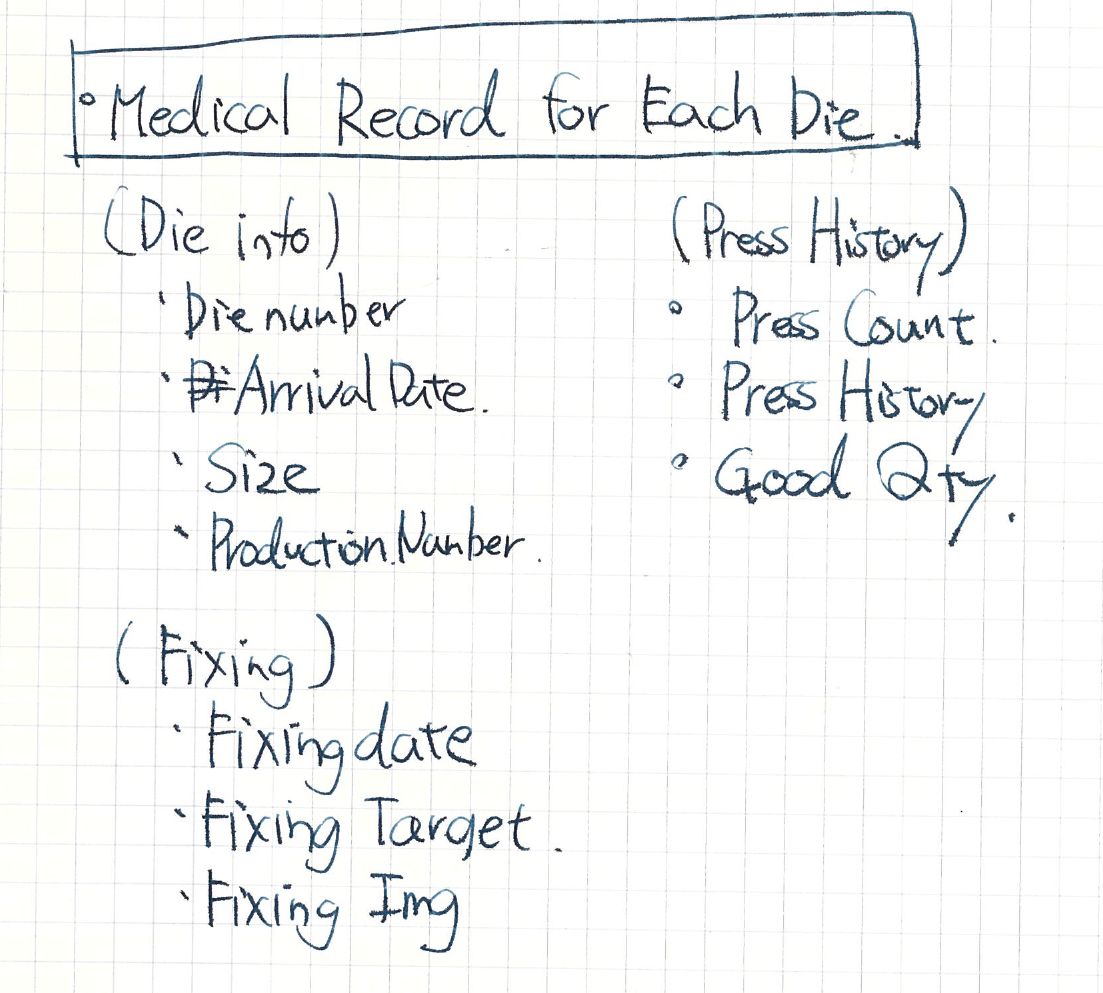 ° Medical Record for Each Die.
(Die info)
· Die nunber
· Arrival Date.
· Size
· Production.Nunber.
(Fixing)
· Fixing date
· Fixing Target.
· Fixing Img
(Press History)
° Press Count.
° Press History
° Good Qty.